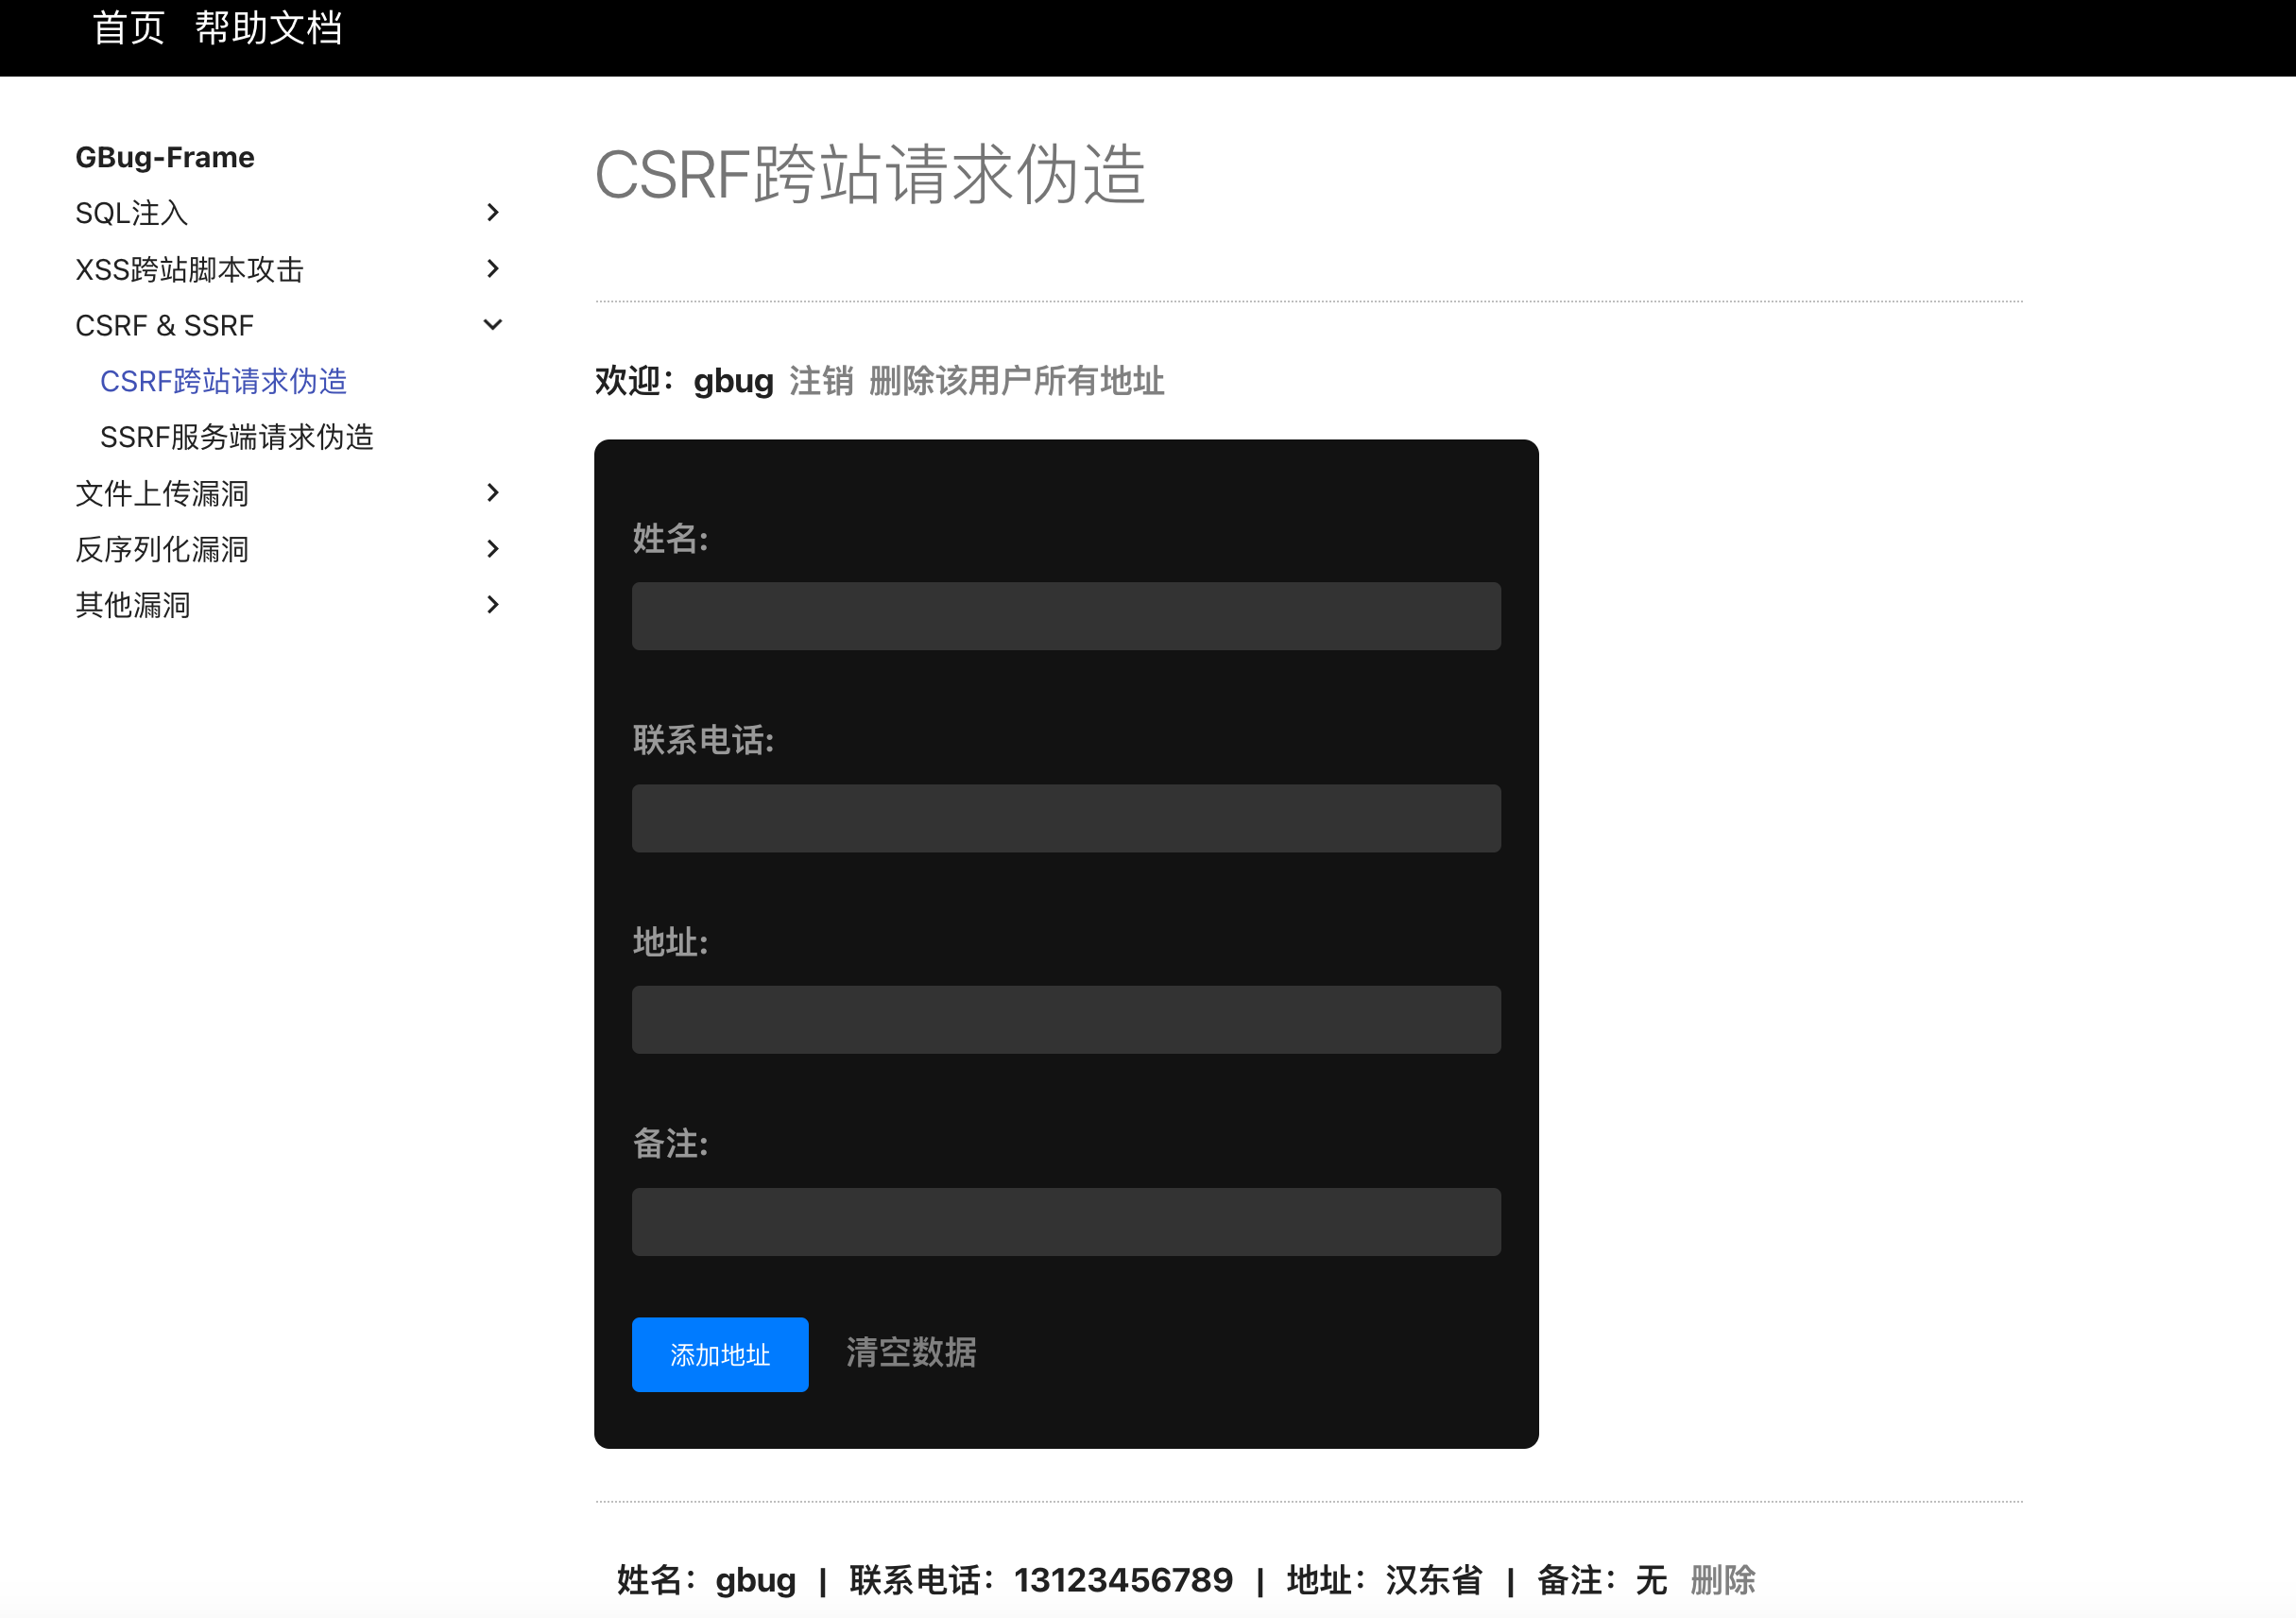 首页 帮助文档
GBug-Frame
SQL注入
XSS跨站脚本攻击
CSRF & SSRF
CSRF跨站请求伪造
SSRF服务端请求伪造
文件上传漏洞
反序列化漏洞
其他漏洞
CSRF跨站请求伪造
欢迎：gbug 注销 删除该用户所有地址
姓名:
联系电话:
地址:
备注:
添加地址 清空数据
姓名：gbug | 联系电话：13123456789 | 地址：汉东省 | 备注：无 删除